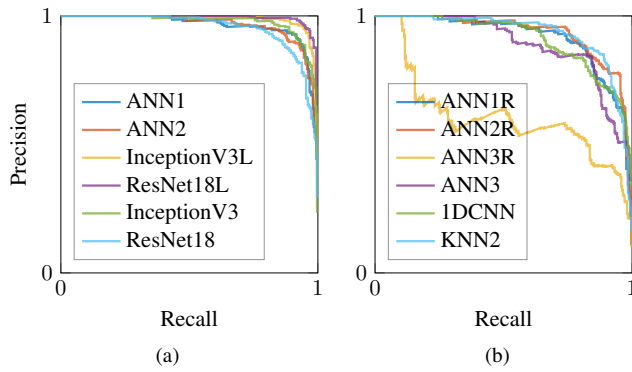 1
Precision
ANN1
ANN2
InceptionV3L
ResNet18L
InceptionV3
ResNet18
0
0
1
Recall
(a)
1
ANN1R
ANN2R
ANN3R
ANN3
1DCNN
KNN2
0
0
1
Recall
(b)